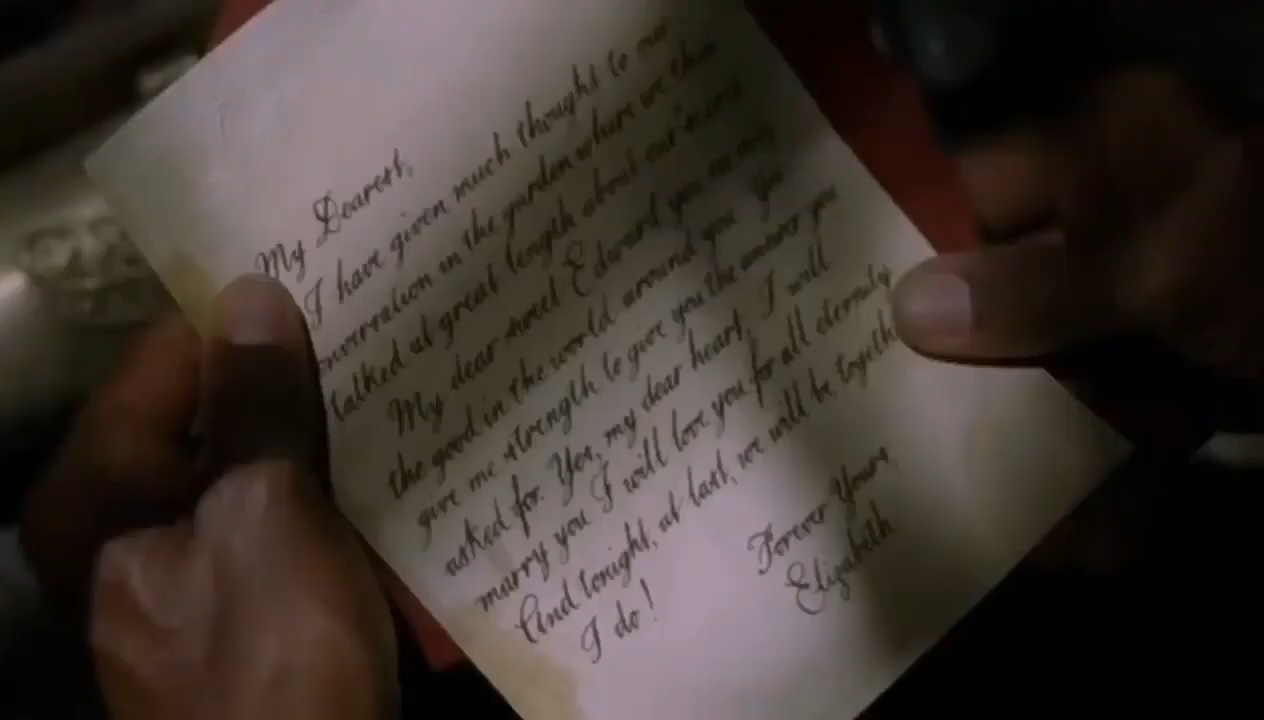 My Dearest,
I have given much thought to our
conversation in the garden where we then
talked at great length about our
My dear sweet Edward you
the good in the world around you. You
give me strength to give you the answer you
asked for. Yes, my dear heart, I will
marry you I will love you for all eternity
And tonight, at last, we will be together
I do!
Forever Yours,
Elizabeth